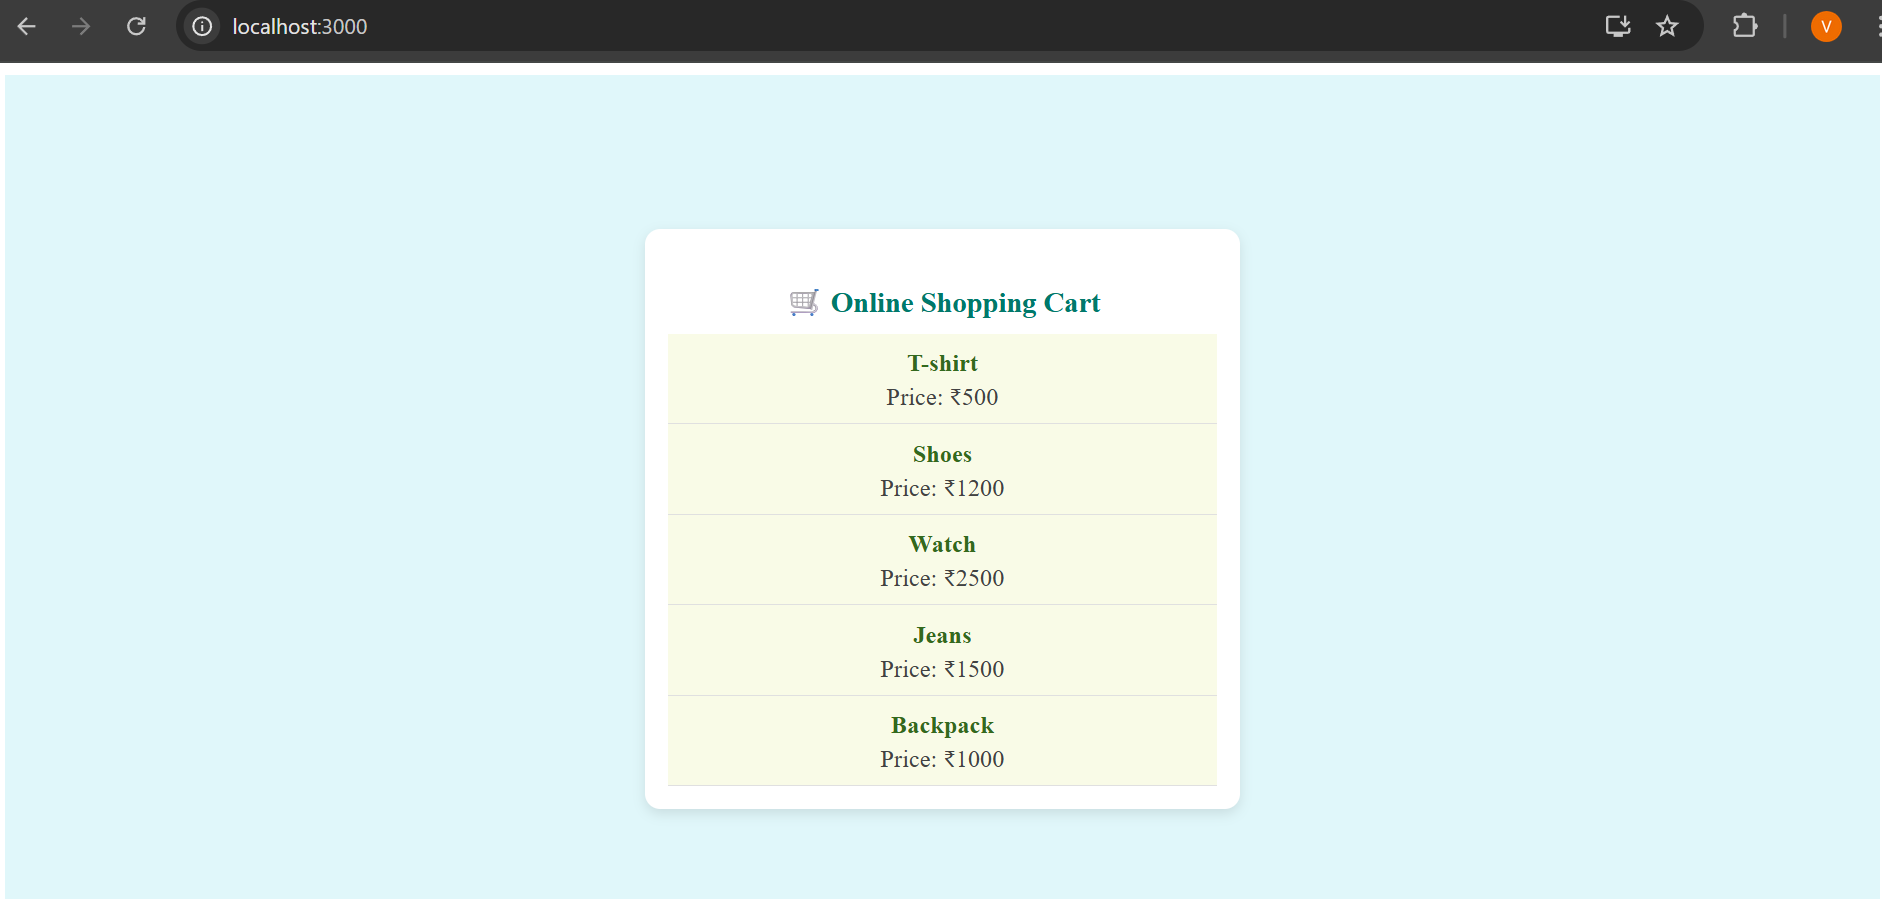 localhost:3000
V
🛒 Online Shopping Cart
T-shirt
Price: ₹500
Shoes
Price: ₹1200
Watch
Price: ₹2500
Jeans
Price: ₹1500
Backpack
Price: ₹1000